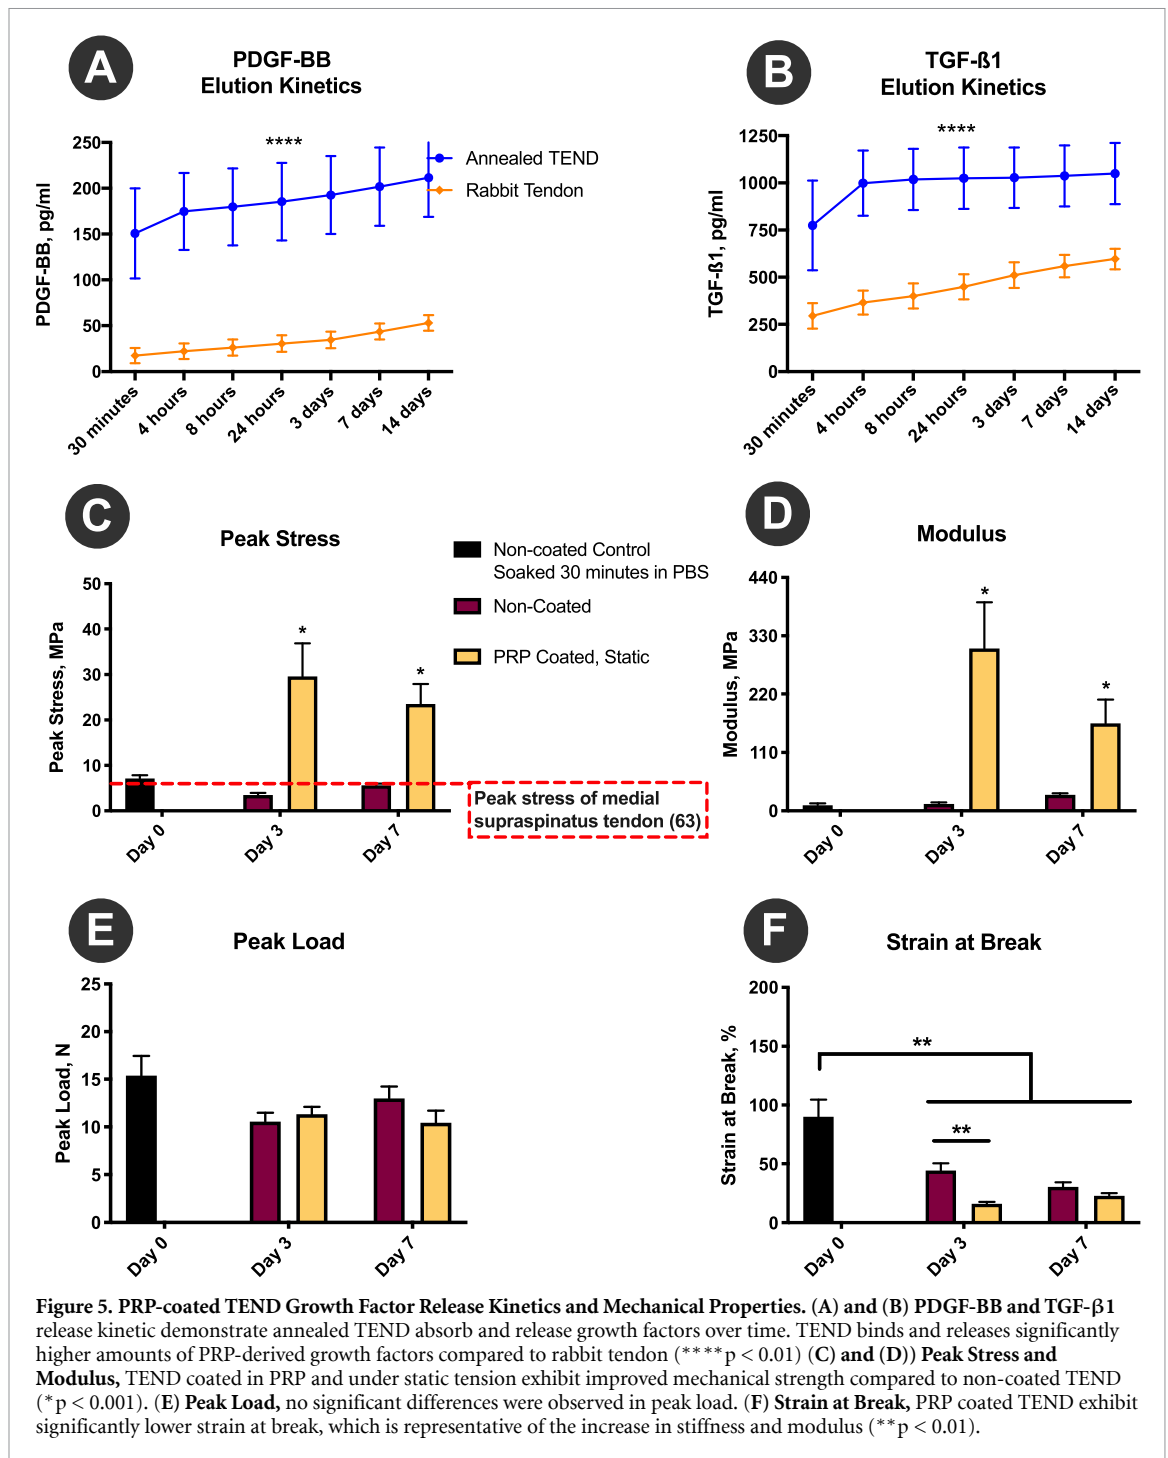 A
PDGF-BB
Elution Kinetics
PDGF-BB, pg/ml
250
200
150
100
50
0
****
Annealed TEND
Rabbit Tendon
30 minutes
4 hours
8 hours
24 hours
3 days
7 days
14 days
B
TGF-ß1
Elution Kinetics
TGF-ß1, pg/ml
1250
1000
750
500
250
0
****
30 minutes
4 hours
8 hours
24 hours
3 days
7 days
14 days
C
Peak Stress
Peak Stress, MPa
50
40
30
20
10
0
*
*
Day 0
Day 3
Day 7
Non-coated Control
Soaked 30 minutes in PBS
Non-Coated
PRP Coated, Static
Peak stress of medial
supraspinatus tendon (63)
D
Modulus
Modulus, MPa
440
330
220
110
0
*
*
Day 0
Day 3
Day 7
E
Peak Load
Peak Load, N
25
20
15
10
5
0
Day 0
Day 3
Day 7
F
Strain at Break
Strain at Break, %
200
150
100
50
0
**
**
Day 0
Day 3
Day 7
Figure 5. PRP-coated TEND Growth Factor Release Kinetics and Mechanical Properties. (A) and (B) PDGF-BB and TGF-β1
release kinetic demonstrate annealed TEND absorb and release growth factors over time. TEND binds and releases significantly
higher amounts of PRP-derived growth factors compared to rabbit tendon (****p < 0.01) (C) and (D)) Peak Stress and
Modulus, TEND coated in PRP and under static tension exhibit improved mechanical strength compared to non-coated TEND
(*p < 0.001). (E) Peak Load, no significant differences were observed in peak load. (F) Strain at Break, PRP coated TEND exhibit
significantly lower strain at break, which is representative of the increase in stiffness and modulus (**p < 0.01).